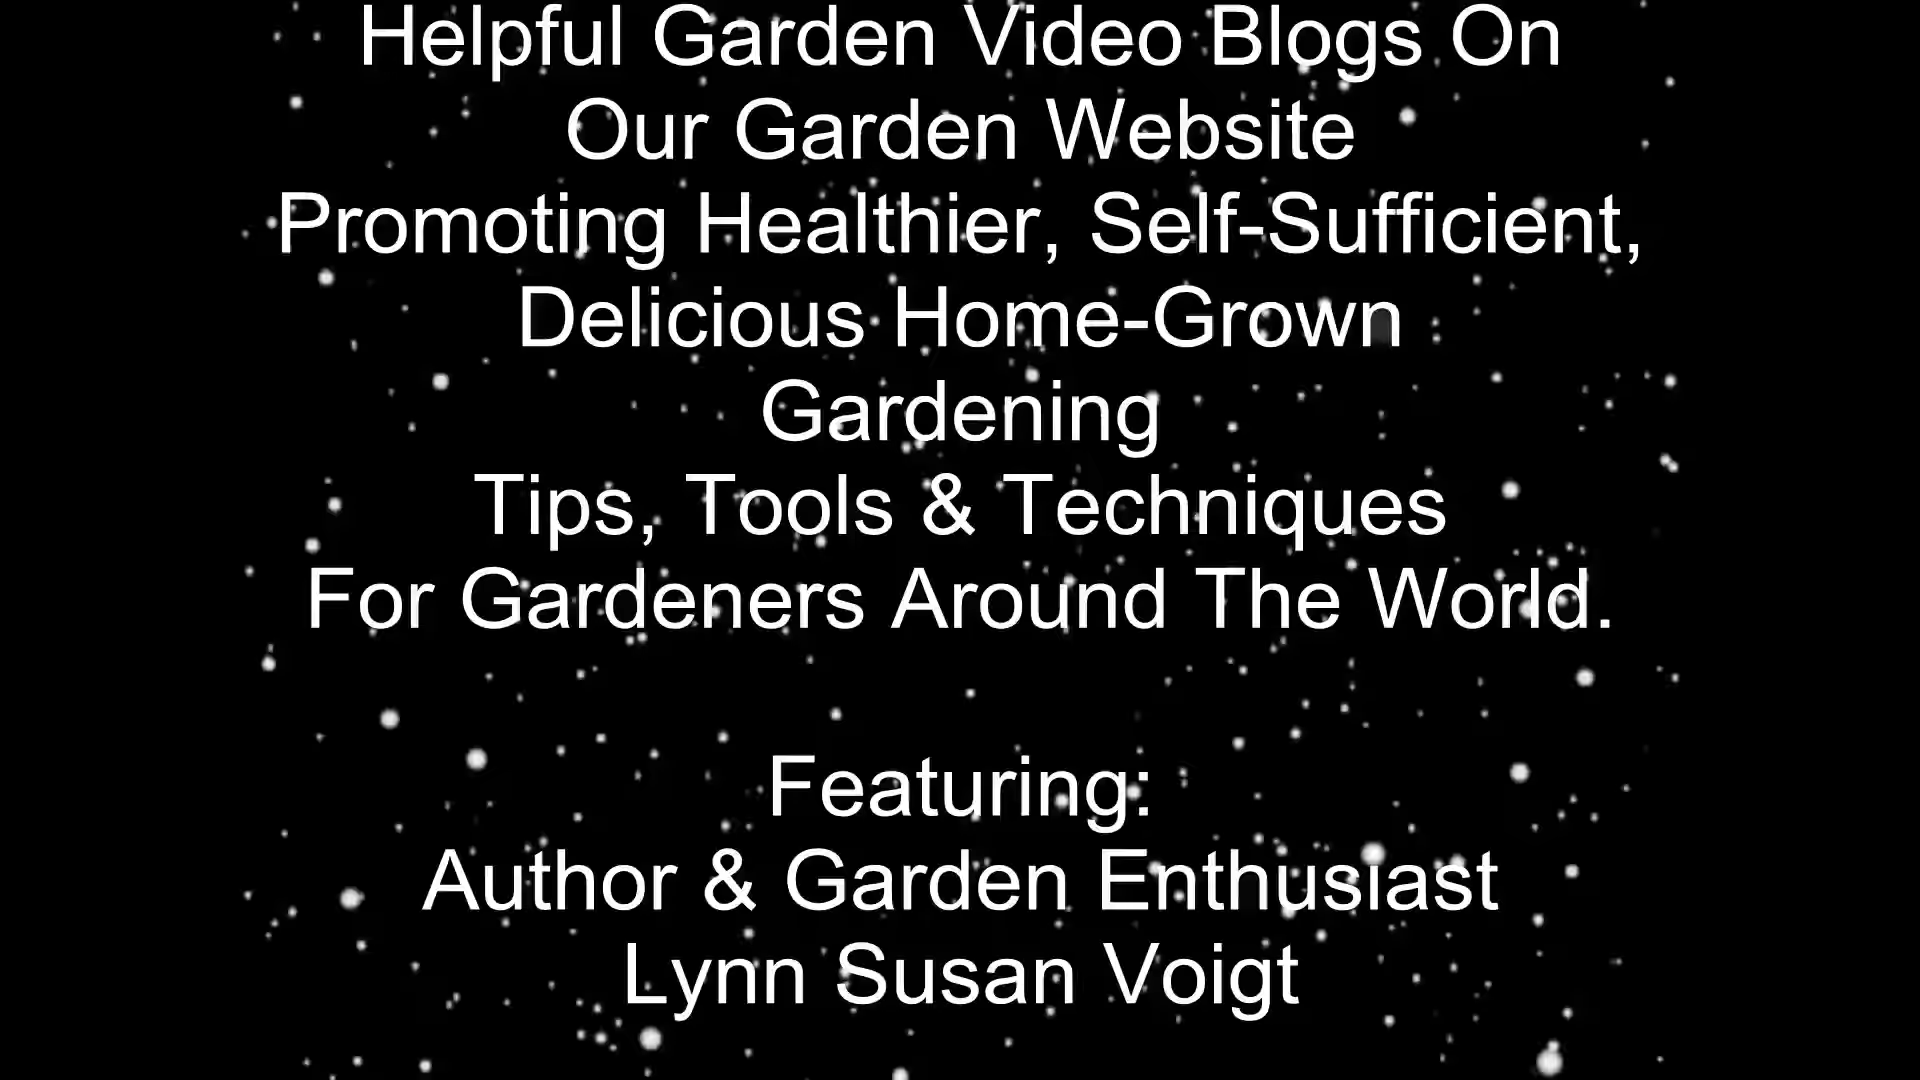 Helpful Garden Video Blogs On
Our Garden Website
Promoting Healthier, Self-Sufficient,
Delicious Home-Grown
Gardening
Tips, Tools & Techniques
For Gardeners Around The World.
Featuring:
Author & Garden Enthusiast
Lynn Susan Voigt